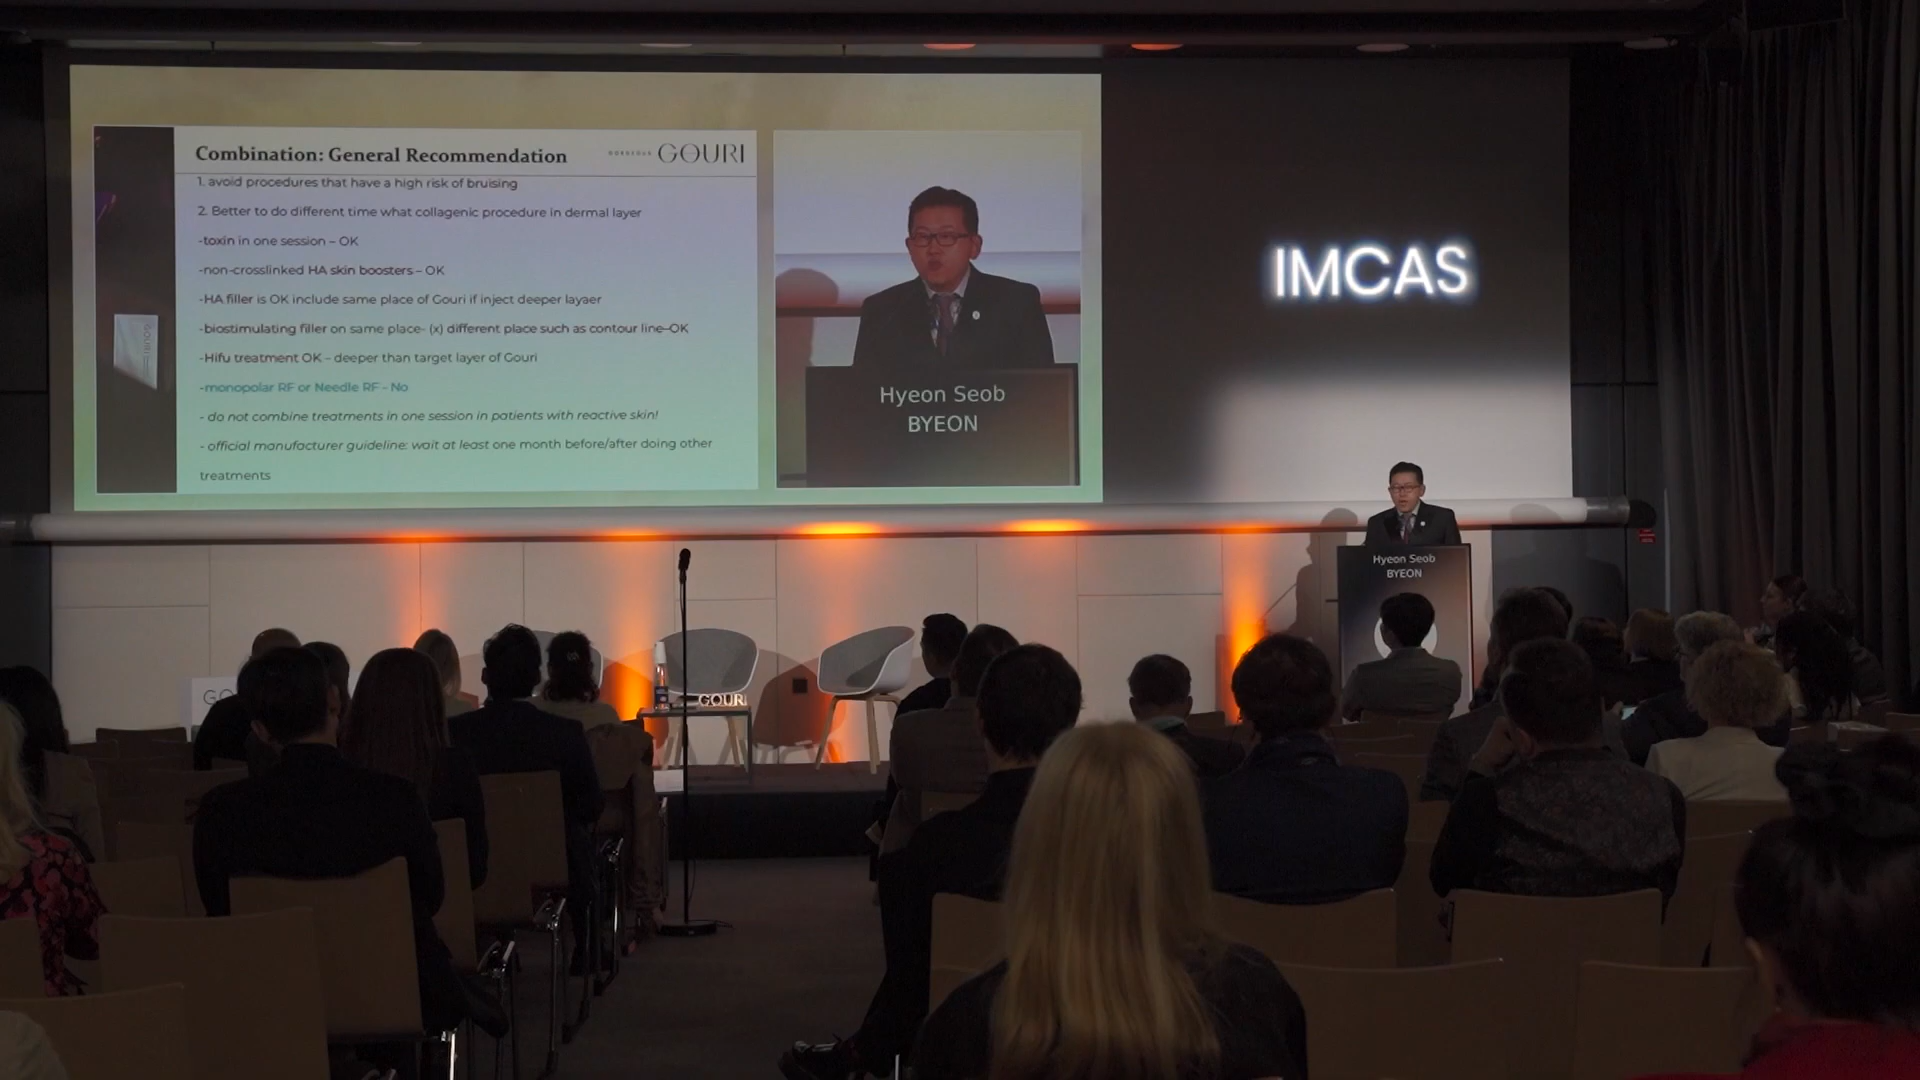 Combination: General Recommendation
GOURI
1. avoid procedures that have a high risk of bruising
2. Better to do different time what collagenic procedure in dermal layer
-toxin in one session – OK
-non-crosslinked HA skin boosters – OK
-HA filler is OK include same place of Gouri if inject deeper layaer
-biostimulating filler on same place- (x) different place such as contour line–OK
-Hifu treatment OK – deeper than target layer of Gouri
-monopolar RF or Needle RF - No
- do not combine treatments in one session in patients with reactive skin!
- official manufacturer guideline: wait at least one month before/after doing other
treatments
GOURI
Hyeon Seob
BYEON
IMCAS
Hyeon Seob
BYEON
GOURI